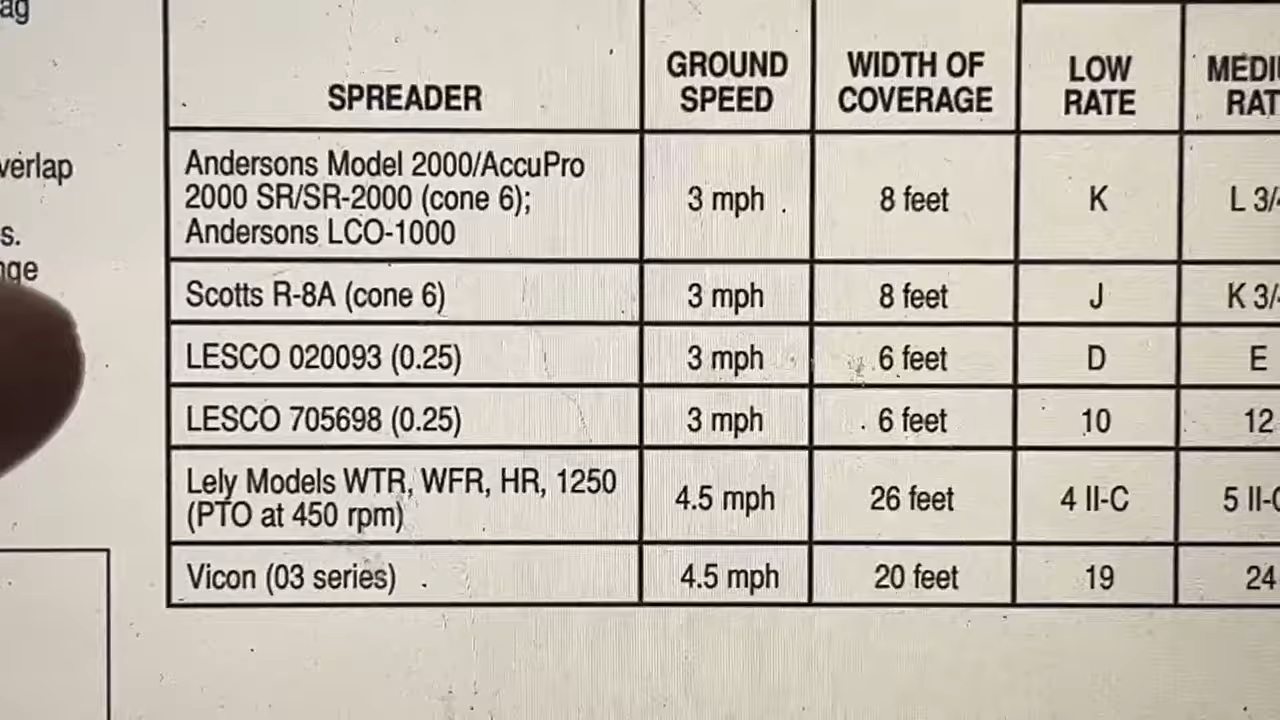 SPREADER
GROUND
SPEED
WIDTH OF
COVERAGE
LOW
RATE
Andersons Model 2000/AccuPro
2000 SR/SR-2000 (cone 6);
Andersons LCO-1000
3 mph
8 feet
K
Scotts R-8A (cone 6)
3 mph
8 feet
J
LESCO 020093 (0.25)
3 mph
6 feet
D
E
LESCO 705698 (0.25)
3 mph
6 feet
10
12
Lely Models WTR, WFR, HR, 1250
(PTO at 450 rpm)
4.5 mph
26 feet
4 II-C
Vicon (03 series)
4.5 mph
20 feet
19
24